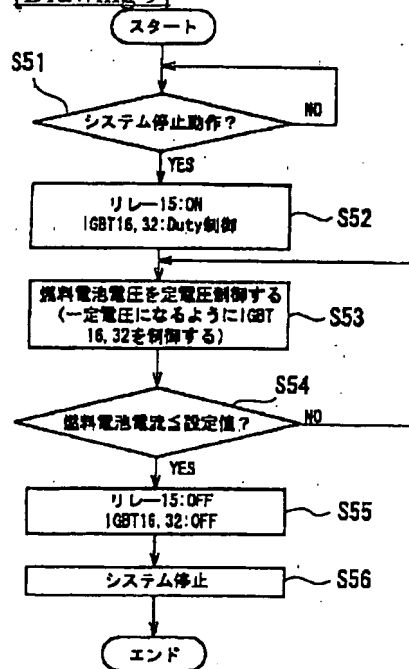 [Drawing 9]
スタート
S51
システム停止動作?
NO
YES
リレー15:ON
IGBT16,32:Duty制御
S52
燃料電池電圧を定電圧制御する
(一定電圧になるようにIGBT
16,32を制御する)
S53
S54
燃料電池電流≦設定値?
NO
YES
リレー15:OFF
IGBT16,32:OFF
S55
システム停止
S56
エンド